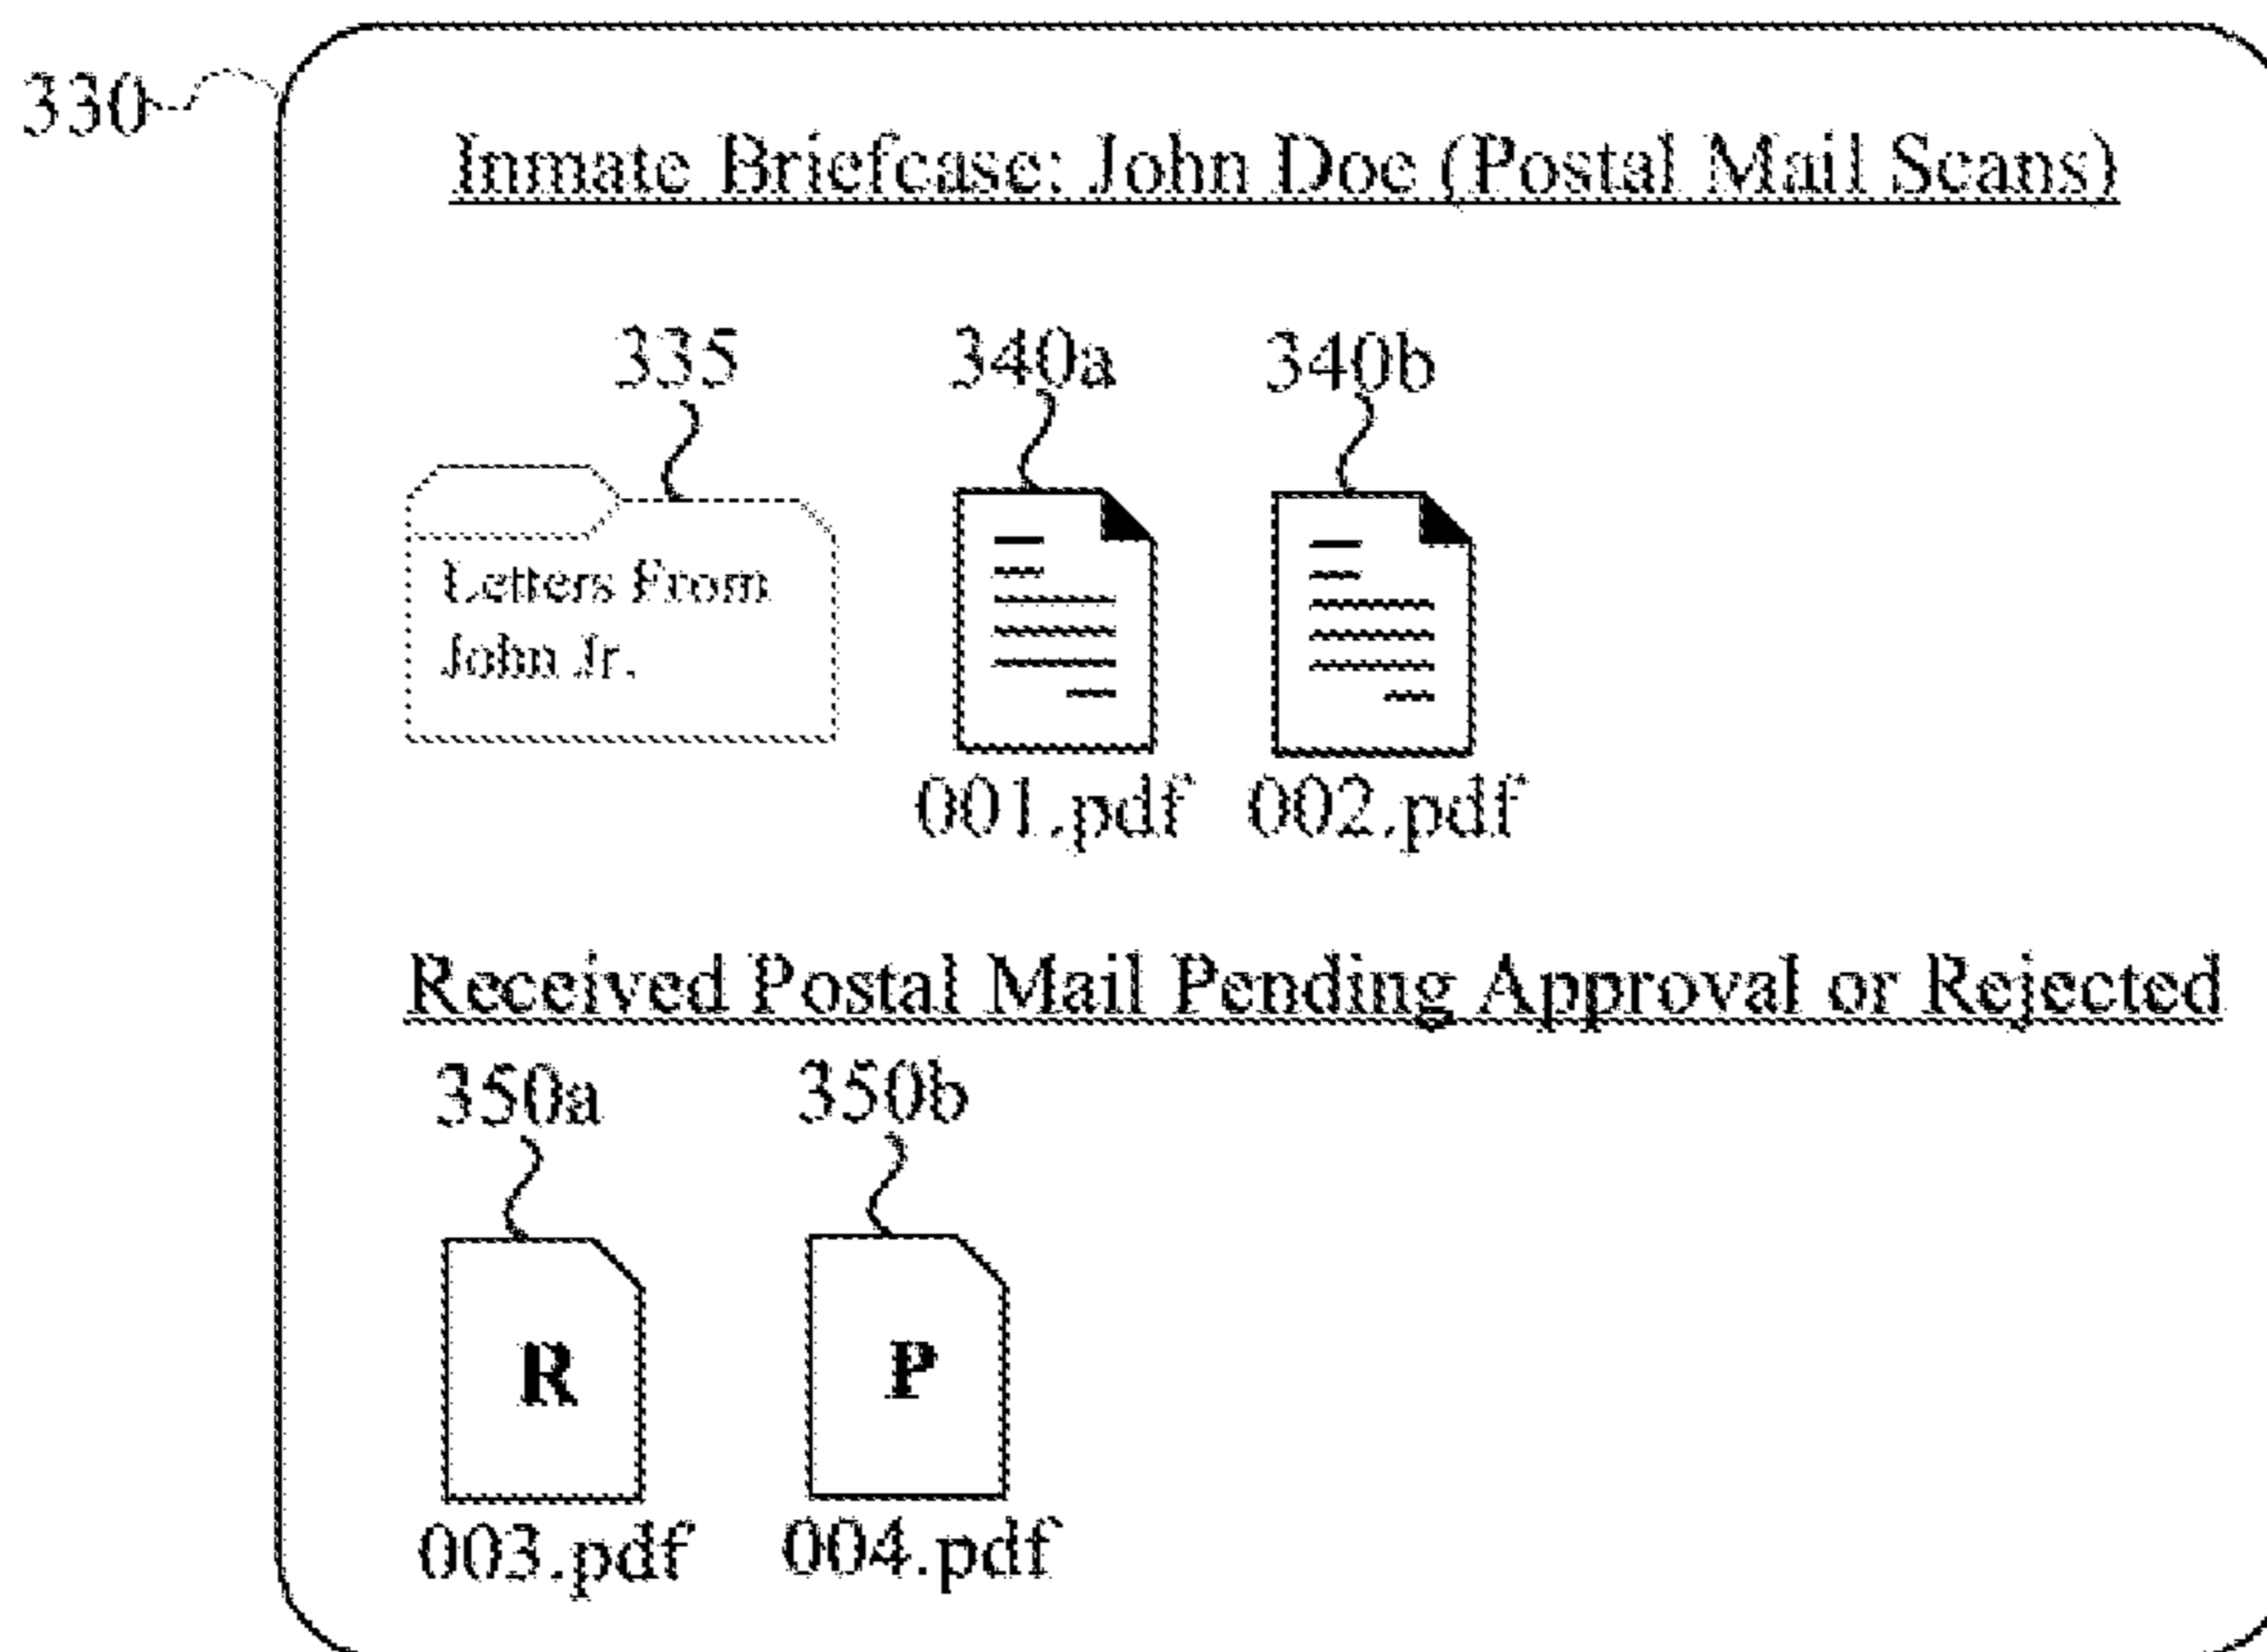 330
Inmate Briefcase: John Doe (Postal Mail Scans)
335 340a 340b
Letters From
John Jr.
001.pdf 002.pdf
Received Postal Mail Pending Approval or Rejected
350a 350b
R P
003.pdf 004.pdf